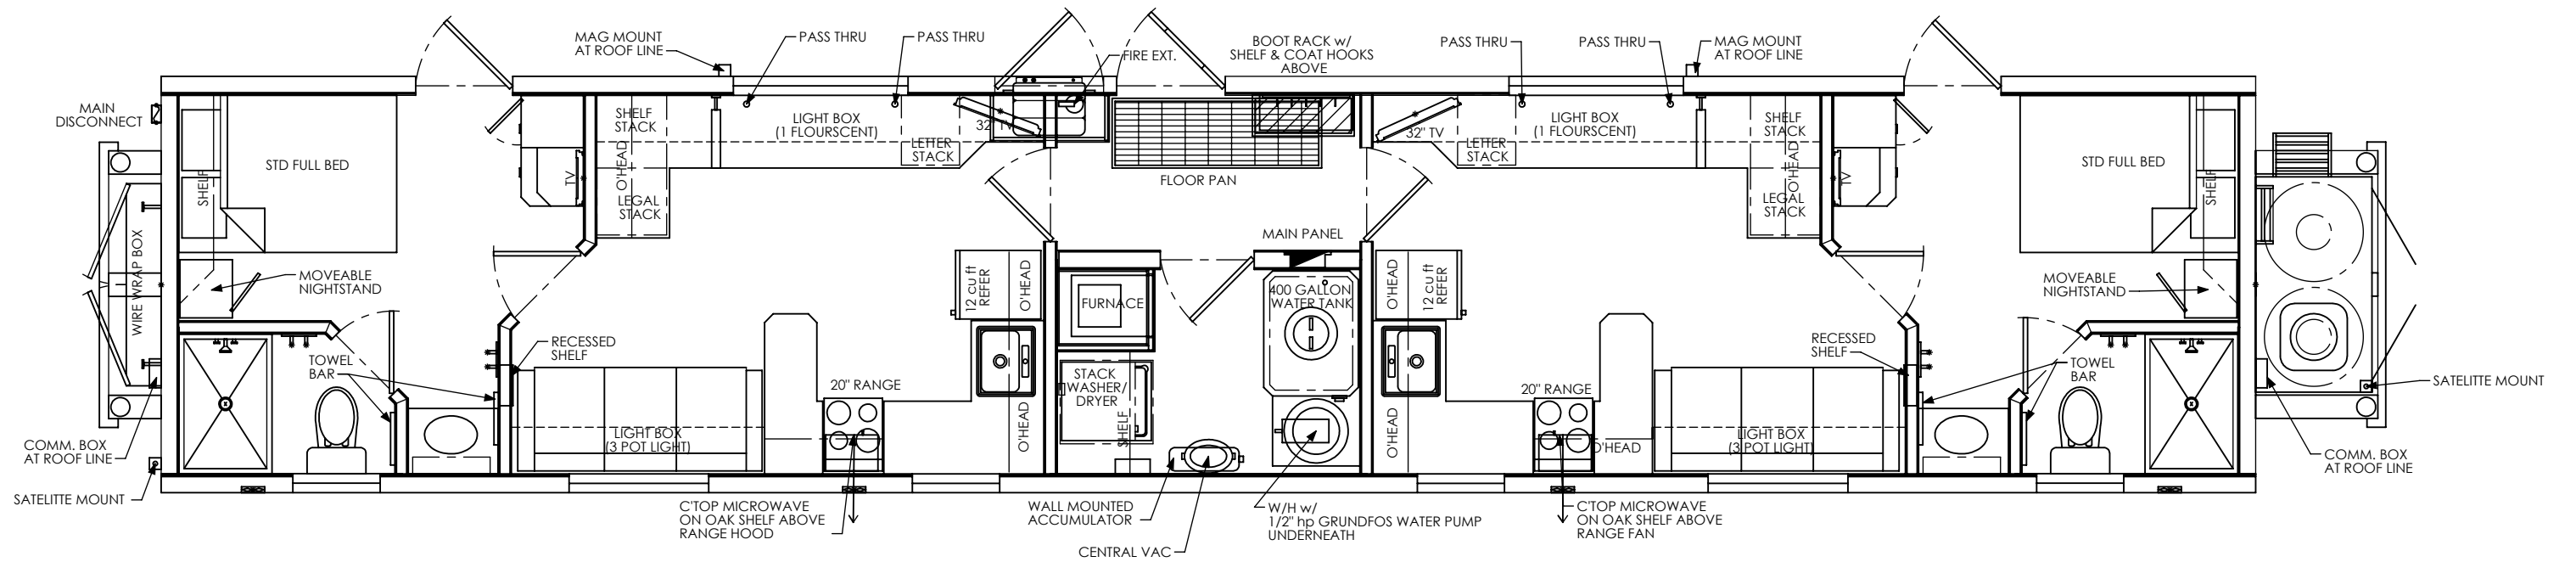 MAG MOUNT
AT ROOF LINE
PASS THRU
PASS THRU
FIRE EXT.
BOOT RACK w/
SHELF & COAT HOOKS
ABOVE
PASS THRU
PASS THRU
MAG MOUNT
AT ROOF LINE
MAIN
DISCONNECT
SHELF
STD FULL BED
TV
SHELF
STACK
O'HEAD
LEGAL
STACK
LIGHT BOX
(1 FLOURSCENT)
LETTER
STACK
32" TV
FLOOR PAN
32" TV
LETTER
STACK
LIGHT BOX
(1 FLOURSCENT)
SHELF
STACK
O'HEAD
LEGAL
STACK
TV
STD FULL BED
SHELF
WIRE WRAP BOX
MOVEABLE
NIGHTSTAND
12 cu ft
REFER
O'HEAD
FURNACE
MAIN PANEL
400 GALLON
WATER TANK
O'HEAD
12 cu ft
REFER
MOVEABLE
NIGHTSTAND
TOWEL
BAR
RECESSED
SHELF
20" RANGE
STACK
WASHER/
DRYER
SHELF
20" RANGE
RECESSED
SHELF
TOWEL
BAR
SATELITTE MOUNT
COMM. BOX
AT ROOF LINE
LIGHT BOX
(3 POT LIGHT)
O'HEAD
O'HEAD
O'HEAD
LIGHT BOX
(3 POT LIGHT)
COMM. BOX
AT ROOF LINE
SATELITTE MOUNT
C'TOP MICROWAVE
ON OAK SHELF ABOVE
RANGE HOOD
WALL MOUNTED
ACCUMULATOR
CENTRAL VAC
W/H w/
1/2" hp GRUNDFOS WATER PUMP
UNDERNEATH
C'TOP MICROWAVE
ON OAK SHELF ABOVE
RANGE FAN